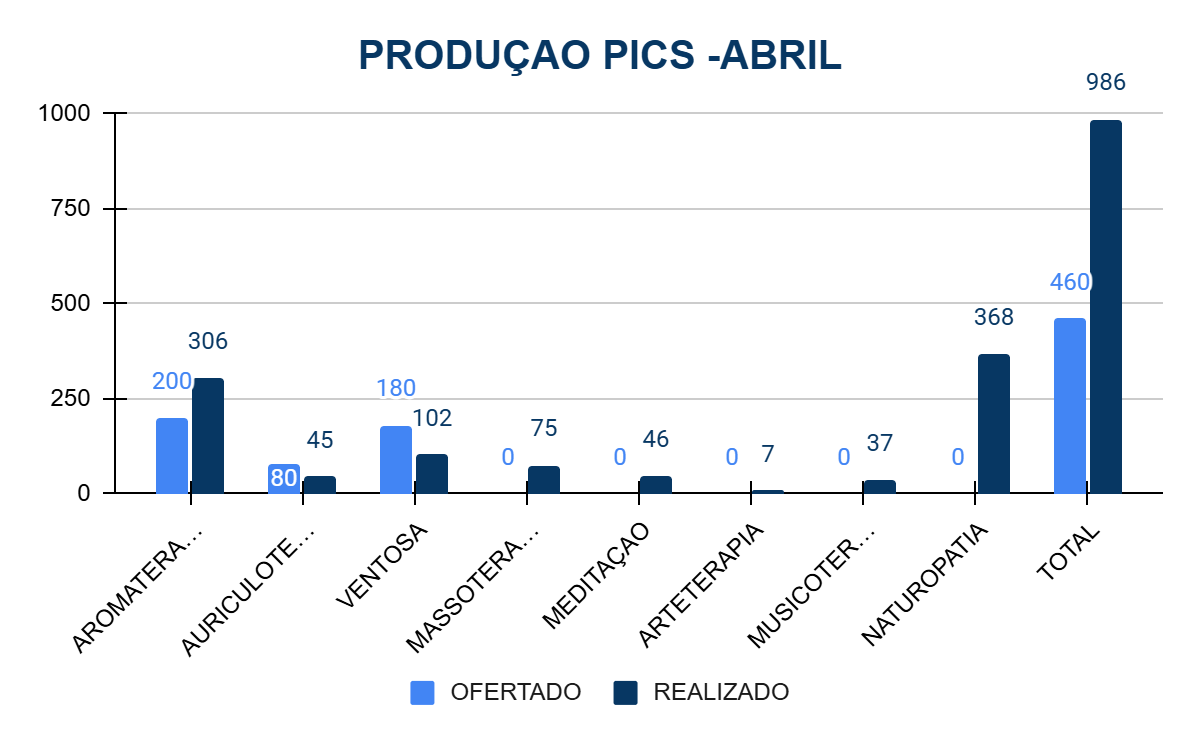 PRODUÇAO PICS -ABRIL
1000
750
500
250
0
200
306
80
45
180
102
0
75
0
46
0
7
0
37
0
368
460
986
AROMATERA...
AURICULOTE...
VENTOSA
MASSOTERA...
MEDITAÇAO
ARTETERAPIA
MUSICOTER...
NATUROPATIA
TOTAL
OFERTADO REALIZADO